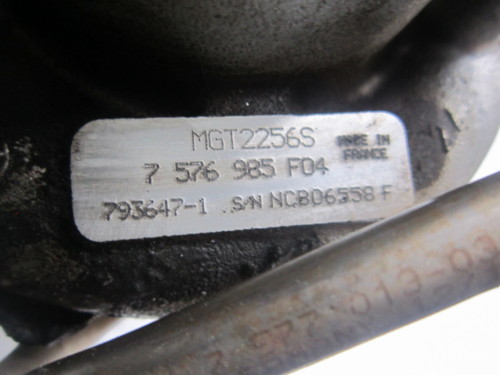 MGT2256S
MADE IN
FRANCE
7 576 985 F04
793647-1 S/N NCBD6558 F